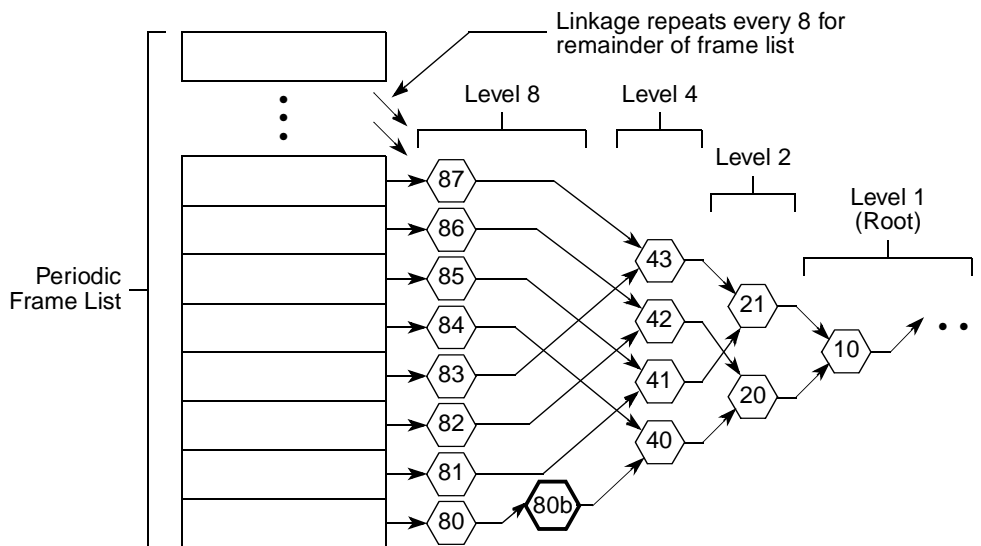 Linkage repeats every 8 for
remainder of frame list
Level 8
Level 4
Level 2
Level 1
(Root)
Periodic
Frame List
87
86
85
84
83
82
81
80
80b
43
42
41
40
21
20
10